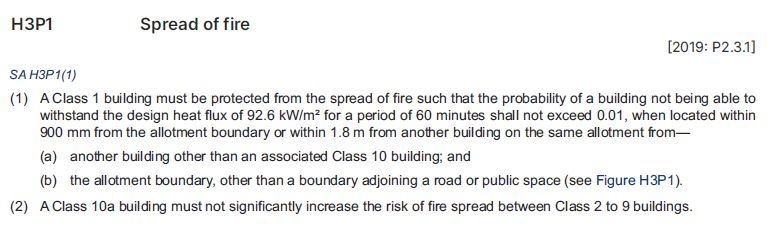 H3P1 Spread of fire
[2019: P2.3.1]
SA H3P1(1)
(1) A Class 1 building must be protected from the spread of fire such that the probability of a building not being able to
withstand the design heat flux of 92.6 kW/m² for a period of 60 minutes shall not exceed 0.01, when located within
900 mm from the allotment boundary or within 1.8 m from another building on the same allotment from—
(a) another building other than an associated Class 10 building; and
(b) the allotment boundary, other than a boundary adjoining a road or public space (see Figure H3P1).
(2) A Class 10a building must not significantly increase the risk of fire spread between Class 2 to 9 buildings.